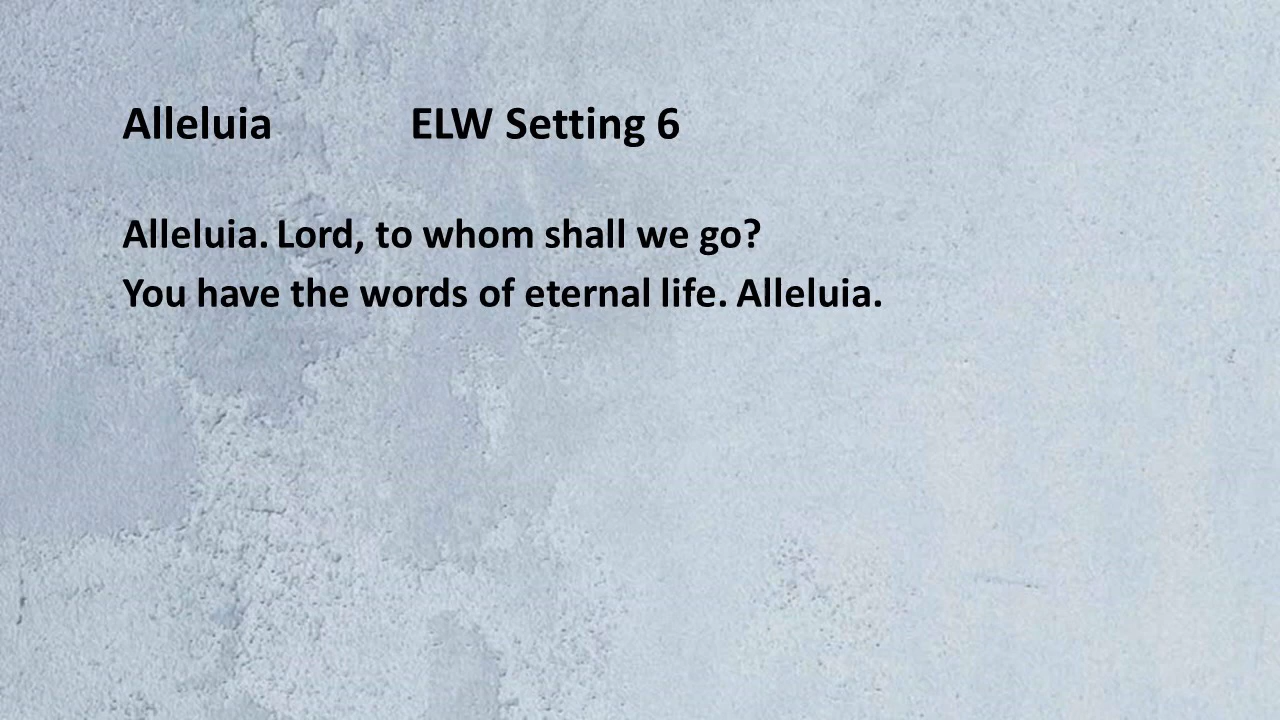 Alleluia ELW Setting 6
Alleluia. Lord, to whom shall we go?
You have the words of eternal life. Alleluia.